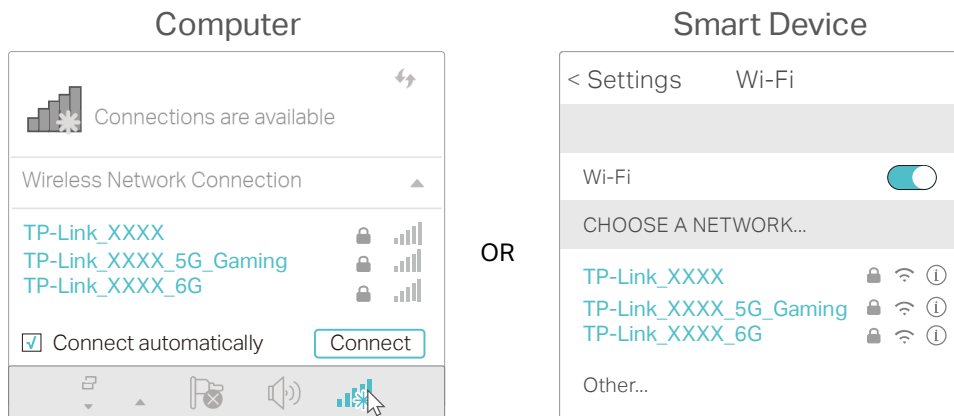 Computer
Connections are available
Wireless Network Connection
TP-Link_XXXX
TP-Link_XXXX_5G_Gaming
TP-Link_XXXX_6G
Connect automatically
Connect
OR
Smart Device
< Settings
Wi-Fi
Wi-Fi
CHOOSE A NETWORK...
TP-Link_XXXX
TP-Link_XXXX_5G_Gaming
TP-Link_XXXX_6G
Other...